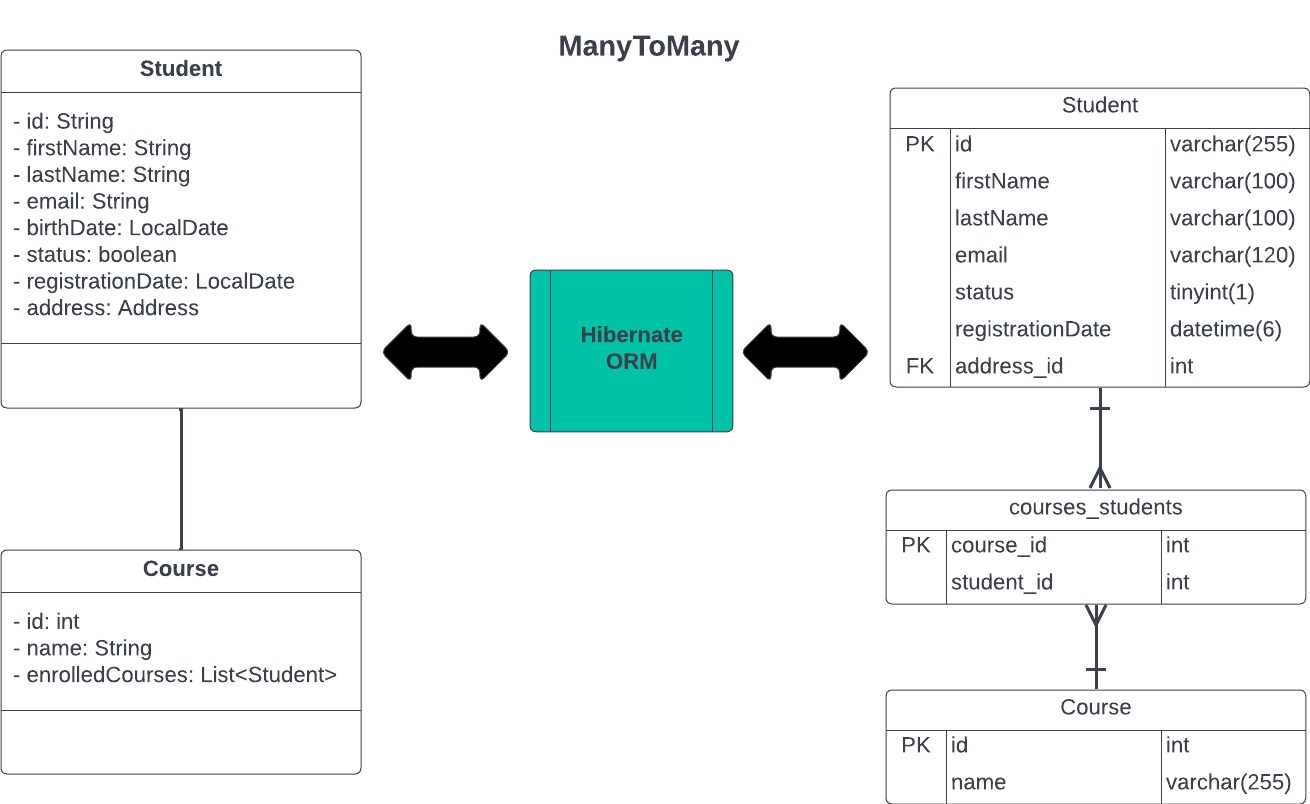 ManyToMany
Student
- id: String
- firstName: String
- lastName: String
- email: String
- birthDate: LocalDate
- status: boolean
- registrationDate: LocalDate
- address: Address
Course
- id: int
- name: String
- enrolledCourses: List<Student>
Hibernate
ORM
Student
PK id varchar(255)
firstName varchar(100)
lastName varchar(100)
email varchar(120)
status tinyint(1)
registrationDate datetime(6)
FK address_id int
courses_students
PK course_id int
student_id int
Course
PK id int
name varchar(255)